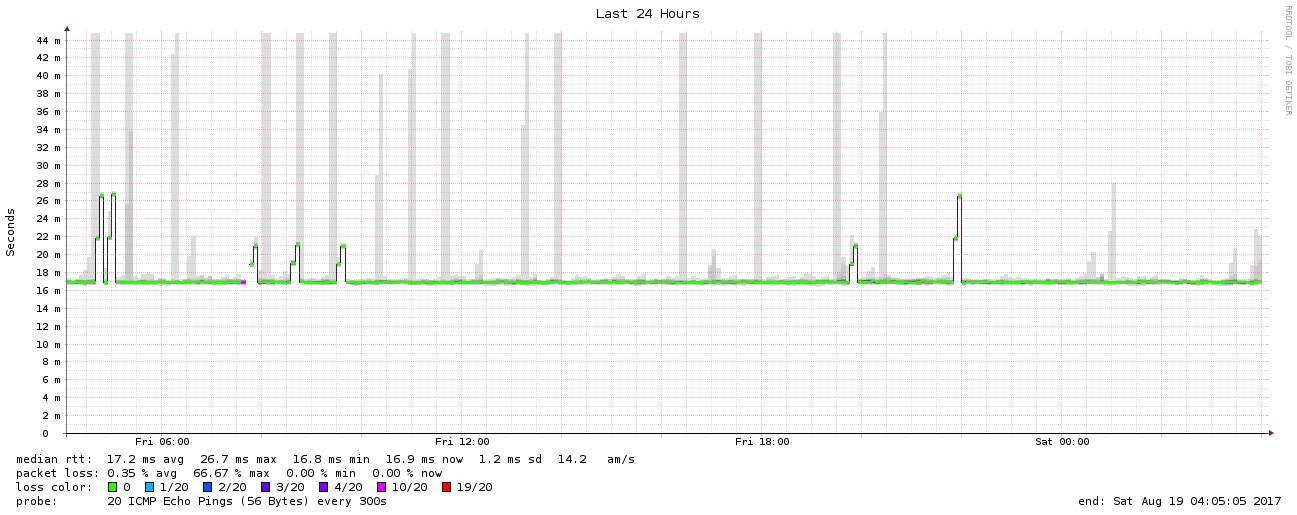 Last 24 Hours
RRDTOOL / TOBI OETIKER
Seconds
44 m
42 m
40 m
38 m
36 m
34 m
32 m
30 m
28 m
26 m
24 m
22 m
20 m
18 m
16 m
14 m
12 m
10 m
8 m
6 m
4 m
2 m
0
Fri 06:00 Fri 12:00 Fri 18:00 Sat 00:00
median rtt: 17.2 ms avg 26.7 ms max 16.8 ms min 16.9 ms now 1.2 ms sd 14.2 am/s
packet loss: 0.35 % avg 66.67 % max 0.00 % min 0.00 % now
loss color: 0 1/20 2/20 3/20 4/20 10/20 19/20
probe: 20 ICMP Echo Pings (56 Bytes) every 300s end: Sat Aug 19 04:05:05 2017